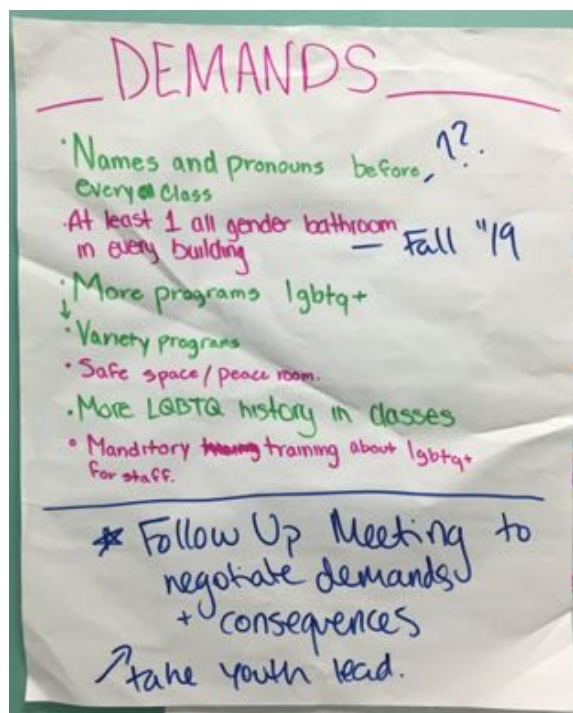 DEMANDS
· Names and pronouns before, 1?.
every class
· At least 1 all gender bathroom
in every building — Fall "19
· More programs lgbtq+
↓
· Variety programs
· Safe space/peace room.
· More LGBTQ history in classes
· Manditory training about lgbtq+
for staff.
* Follow Up Meeting to
negotiate demands
+ consequences
↗ take youth lead.